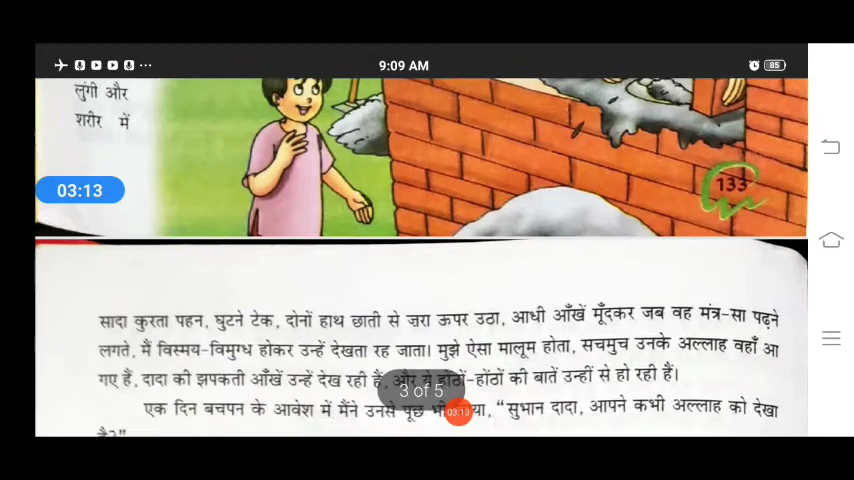 9:09 AM
85
लुंगी और
शरीर में
03:13
133
सादा कुरता पहन, घुटने टेक, दोनों हाथ छाती से ज़रा ऊपर उठा, आधी आँखें मूँदकर जब वह मंत्र-सा पढ़ने
लगते, मैं विस्मय-विमुग्ध होकर उन्हें देखता रह जाता। मुझे ऐसा मालूम होता, सचमुच उनके अल्लाह वहाँ आ
गए हैं, दादा की झपकती आँखें उन्हें देख रही हैं, और ये होठों-होंठों की बातें उन्हीं से हो रही हैं।
3 of 5
एक दिन बचपन के आवेश में मैंने उनसे पूछ "सुभान दादा, आपने कभी अल्लाह को देखा
03:13
है?"